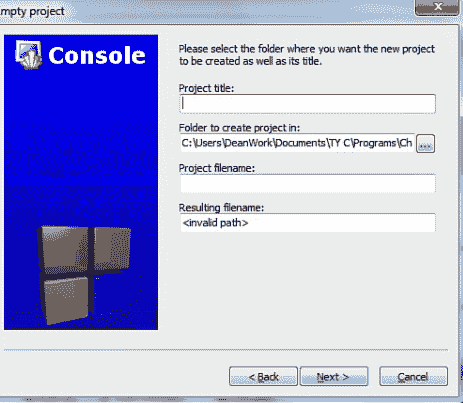 mpty project
Console
Please select the folder where you want the new project
to be created as well as its title.
Project title:
Folder to create project in:
C:\Users\DeanWork\Documents\TY C\Programs\Ch
...
Project filename:
Resulting filename:
<invalid path>
< Back
Next >
Cancel